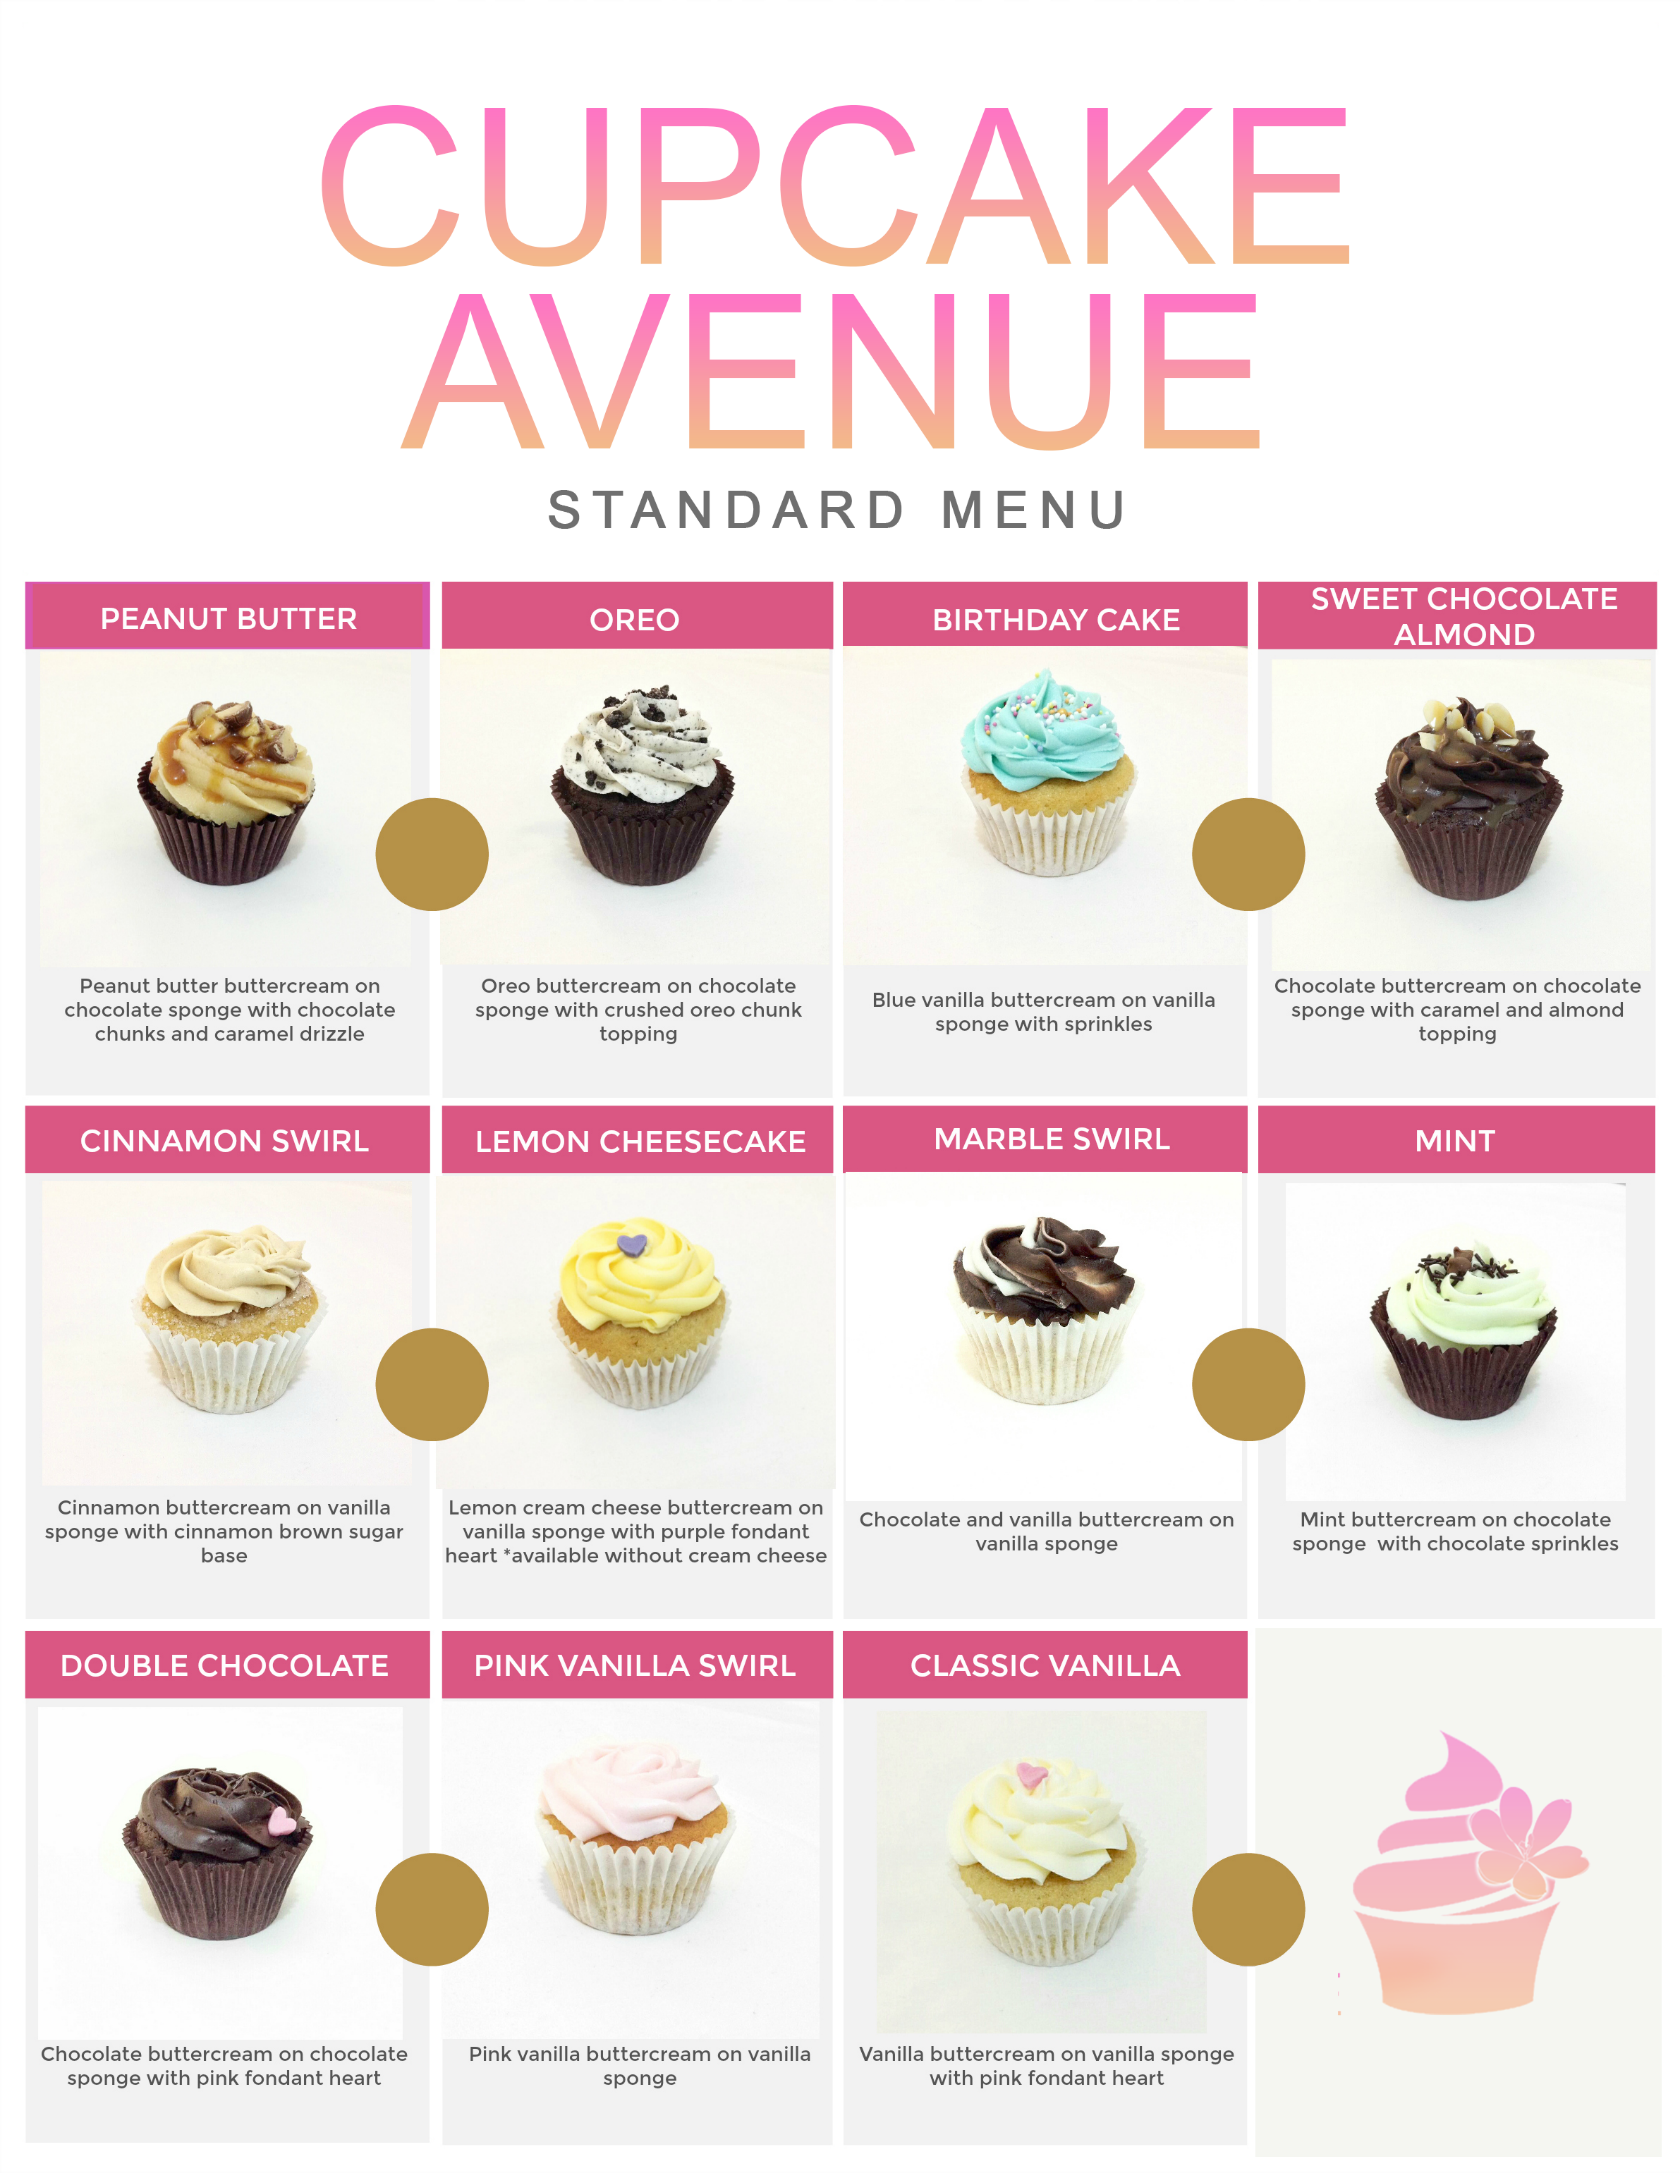 CUPCAKE
AVENUE
STANDARD MENU
PEANUT BUTTER
OREO
BIRTHDAY CAKE
SWEET CHOCOLATE
ALMOND
Peanut butter buttercream on
chocolate sponge with chocolate
chunks and caramel drizzle
Oreo buttercream on chocolate
sponge with crushed oreo chunk
topping
Blue vanilla buttercream on vanilla
sponge with sprinkles
Chocolate buttercream on chocolate
sponge with caramel and almond
topping
CINNAMON SWIRL
LEMON CHEESECAKE
MARBLE SWIRL
MINT
Cinnamon buttercream on vanilla
sponge with cinnamon brown sugar
base
Lemon cream cheese buttercream on
vanilla sponge with purple fondant
heart *available without cream cheese
Chocolate and vanilla buttercream on
vanilla sponge
Mint buttercream on chocolate
sponge  with chocolate sprinkles
DOUBLE CHOCOLATE
PINK VANILLA SWIRL
CLASSIC VANILLA
Chocolate buttercream on chocolate
sponge with pink fondant heart
Pink vanilla buttercream on vanilla
sponge
Vanilla buttercream on vanilla sponge
with pink fondant heart